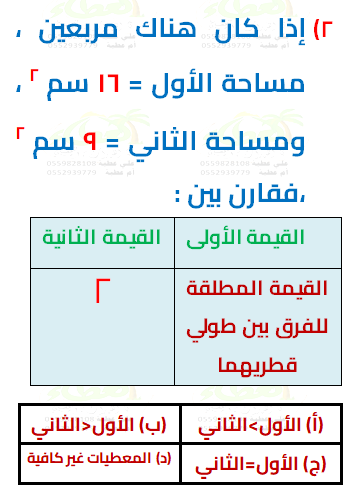 ٢) إذا كان هناك مربعين ،
مساحة الأول = ١٦ سم ٢ ،
ومساحة الثاني = ٩ سم ٢
،فقارن بين :
القيمة الأولى القيمة الثانية
القيمة المطلقة
للفرق بين طولي
قطريهما
٢
(أ) الأول>الثاني (ب) الأول<الثاني
(ج) الأول=الثاني (د) المعطيات غير كافية